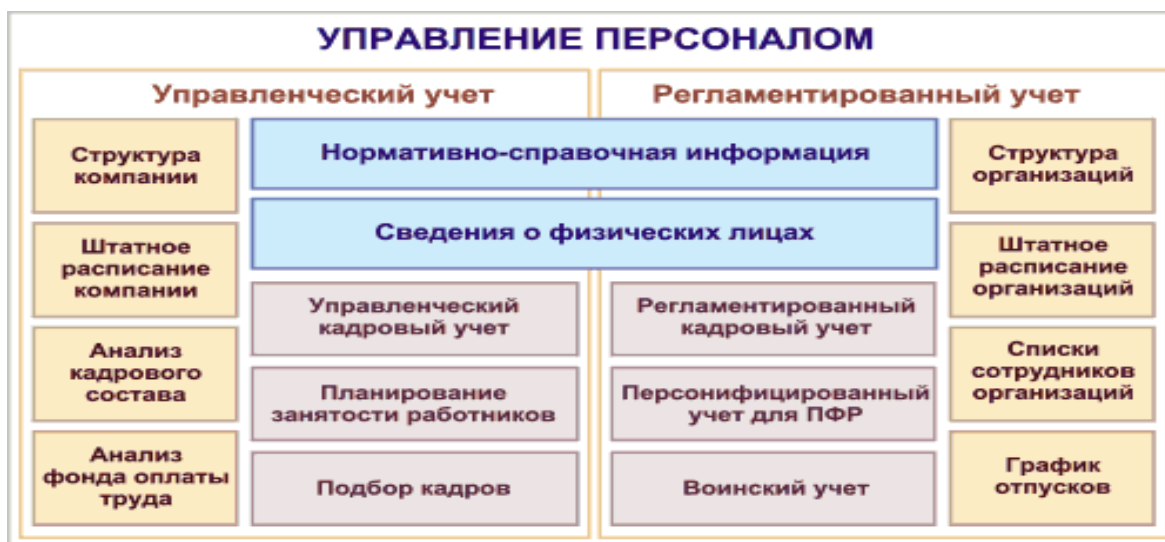 УПРАВЛЕНИЕ ПЕРСОНАЛОМ
Управленческий учет
Регламентированный учет
Структура
компании
Нормативно-справочная информация
Структура
организаций
Сведения о физических лицах
Штатное
расписание
компании
Штатное
расписание
организаций
Управленческий
кадровый учет
Регламентированный
кадровый учет
Анализ
кадрового
состава
Списки
сотрудников
организаций
Планирование
занятости работников
Персонифицированный
учет для ПФР
Анализ
фонда оплаты
труда
Подбор кадров
Воинский учет
График
отпусков